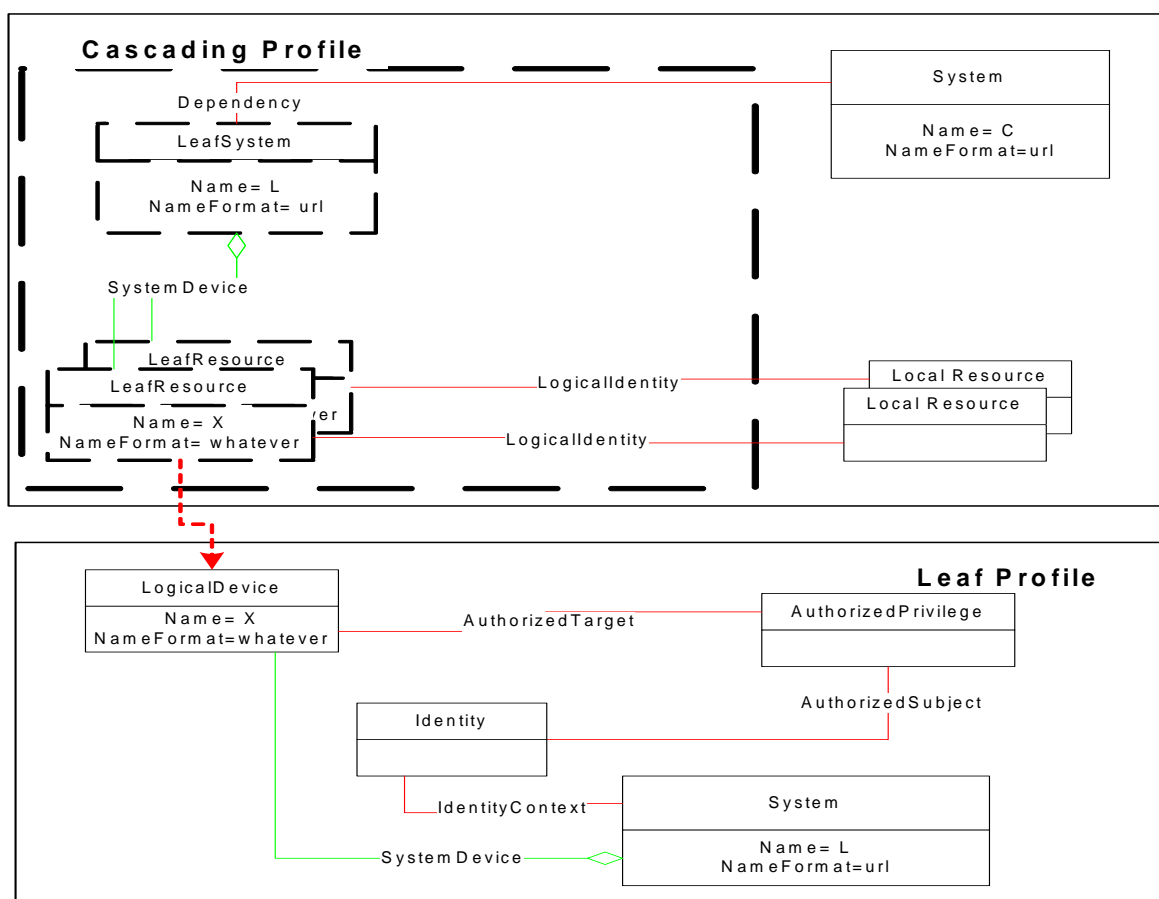 Cascading Profile
System
Name= C
NameFormat=url
Dependency
LeafSystem
Name= L
NameFormat= url
SystemDevice
LeafResource
LeafResource
Name= X
NameFormat= whatever
LogicalIdentity
LogicalIdentity
Local Resource
Local Resource
Leaf Profile
LogicalDevice
Name= X
NameFormat=whatever
AuthorizedTarget
AuthorizedPrivilege
AuthorizedSubject
Identity
IdentityContext
System
Name= L
NameFormat=url
SystemDevice